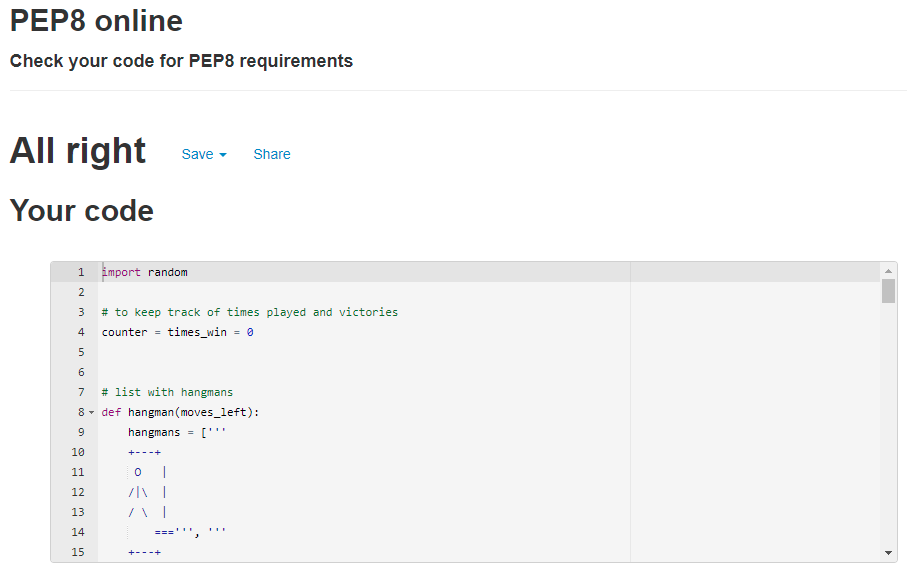 PEP8 online
Check your code for PEP8 requirements
All right Save Share
Your code
1 import random
2
3 # to keep track of times played and victories
4 counter = times_win = 0
5
6
7 # list with hangmans
8 def hangman(moves_left):
9     hangmans = ['''
10     +---+
11      O   |
12     /|\  |
13     / \  |
14         ===''', '''
15     +---+